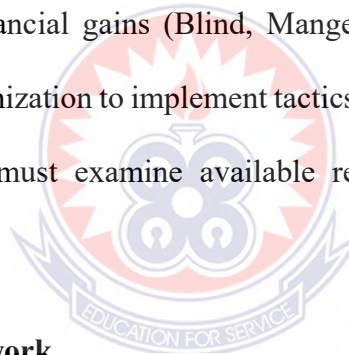 ancial gains (Blind, Mange
nization to implement tactics
must examine available re
EDUCATION FOR SERVICE
work